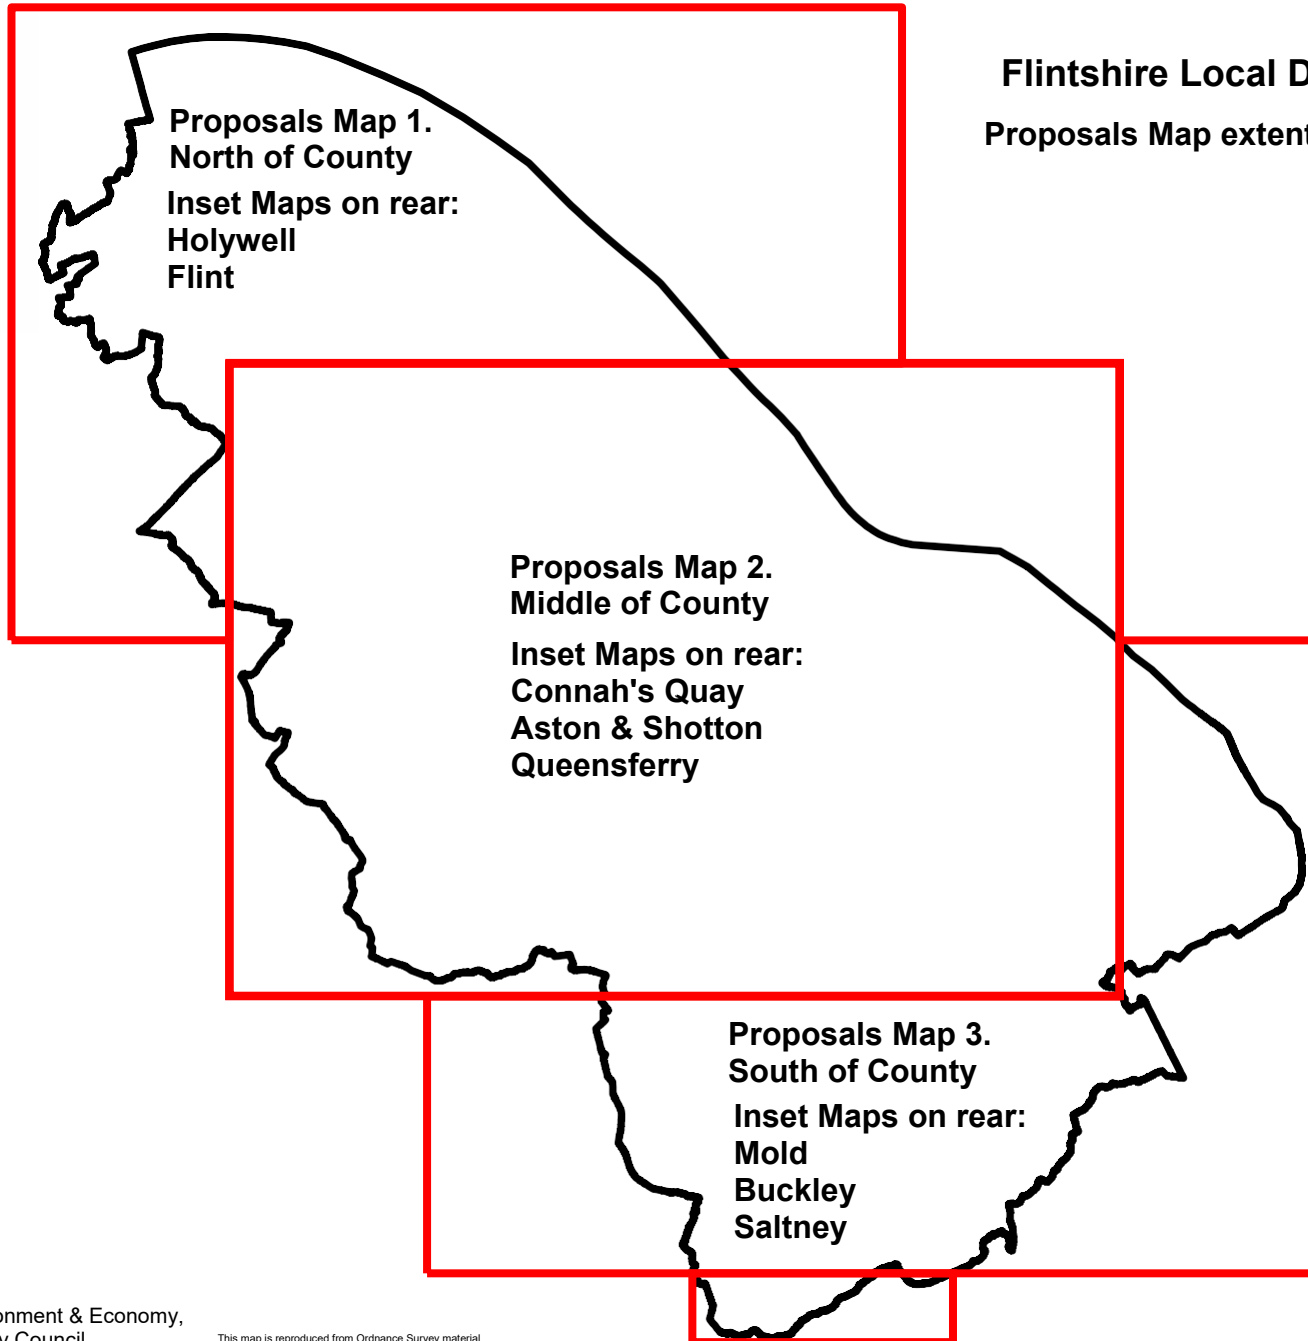 Flintshire Local D
Proposals Map extent
Proposals Map 1.
North of County
Inset Maps on rear:
Holywell
Flint
Proposals Map 2.
Middle of County
Inset Maps on rear:
Connah's Quay
Aston & Shotton
Queensferry
Proposals Map 3.
South of County
Inset Maps on rear:
Mold
Buckley
Saltney
onment & Economy,
y Council
This map is reproduced from Ordnance Survey material